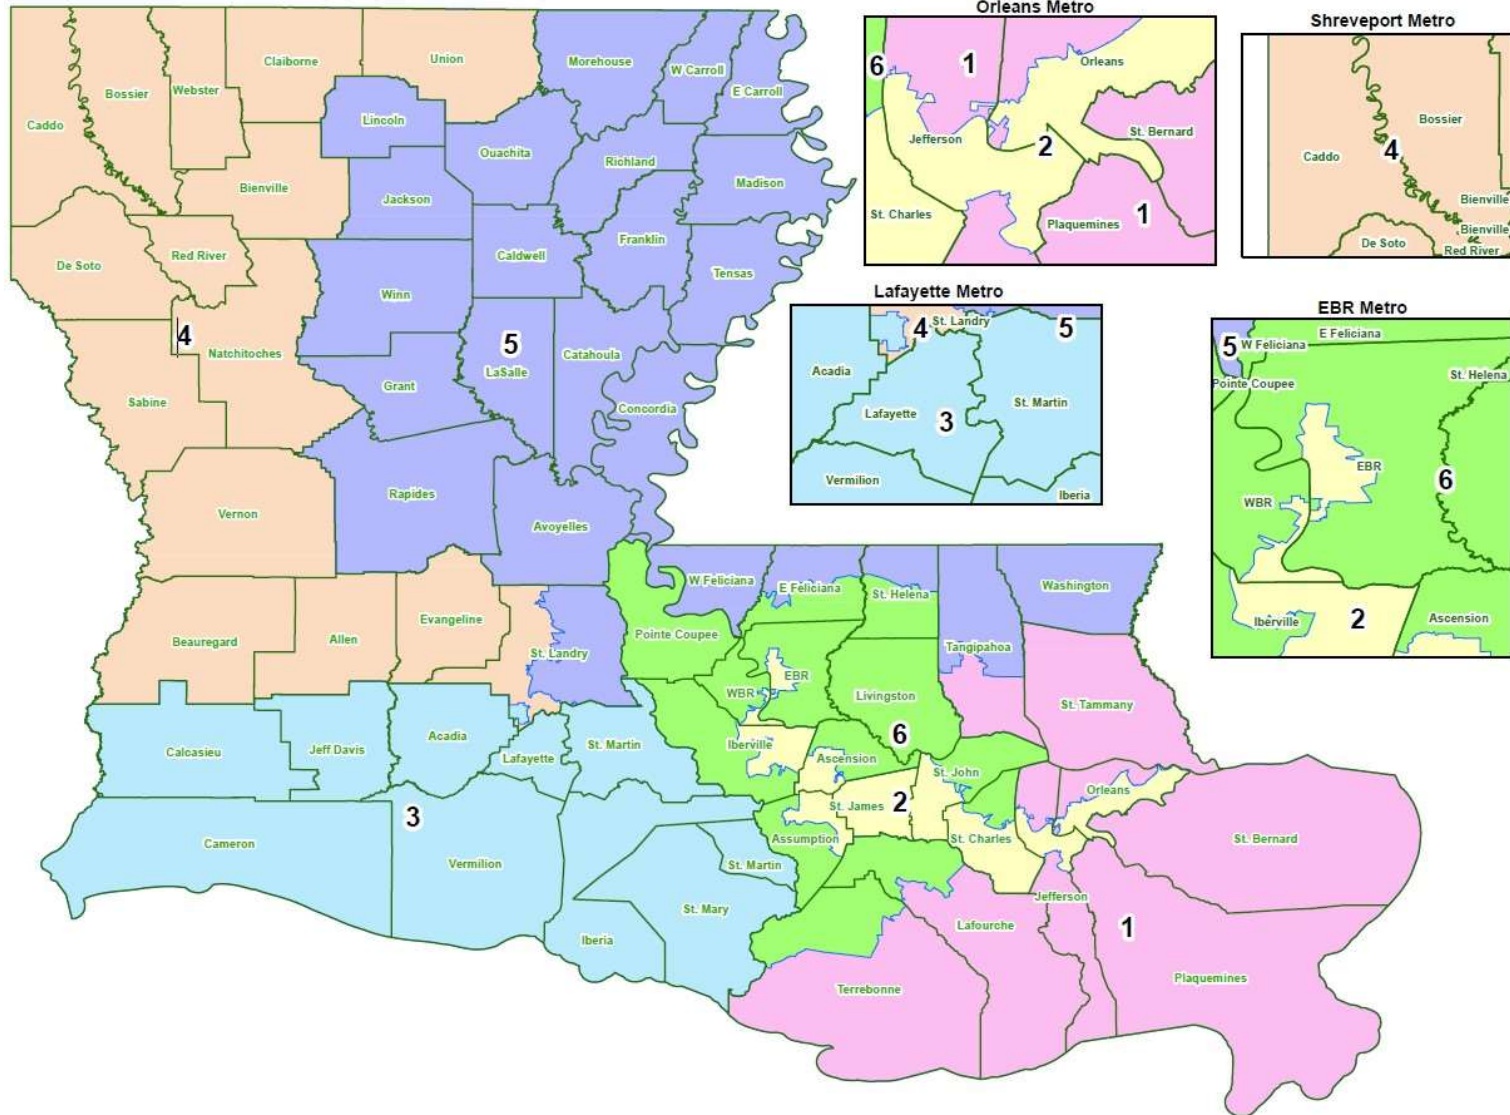 Orleans Metro
Shreveport Metro
Claiborne
Union
Morehouse
W Carroll
E Carroll
Bossier
Webster
Caddo
Lincoln
Ouachita
Richland
Madison
Bienville
Jackson
Franklin
De Soto
Red River
Caldwell
Tensas
Winn
4
Natchitoches
5
LaSalle
Catahoula
Grant
Sabine
Concordia
Rapides
Vernon
Avoyelles
6
1
Orleans
Jefferson
2
St. Bernard
St. Charles
Plaquemines
1
Bossier
Caddo
4
Bienville
Bienville
De Soto
Red River
Lafayette Metro
4
St. Landry
5
Acadia
Lafayette
3
St. Martin
Vermilion
Iberia
EBR Metro
E Feliciana
5
W Feliciana
Pointe Coupee
St. Helena
EBR
WBR
6
Iberville
2
Ascension
W Feliciana
E Feliciana
St. Helena
Washington
Beauregard
Allen
Evangeline
St. Landry
Pointe Coupee
Tangipahoa
WBR
EBR
Livingston
St. Tammany
Calcasieu
Jeff Davis
Acadia
Lafayette
St. Martin
Iberville
Ascension
6
St. John
3
St. James
2
Orleans
Cameron
Vermilion
St. Martin
Assumption
St. Charles
St. Bernard
St. Mary
Iberia
Jefferson
Lafourche
1
Terrebonne
Plaquemines